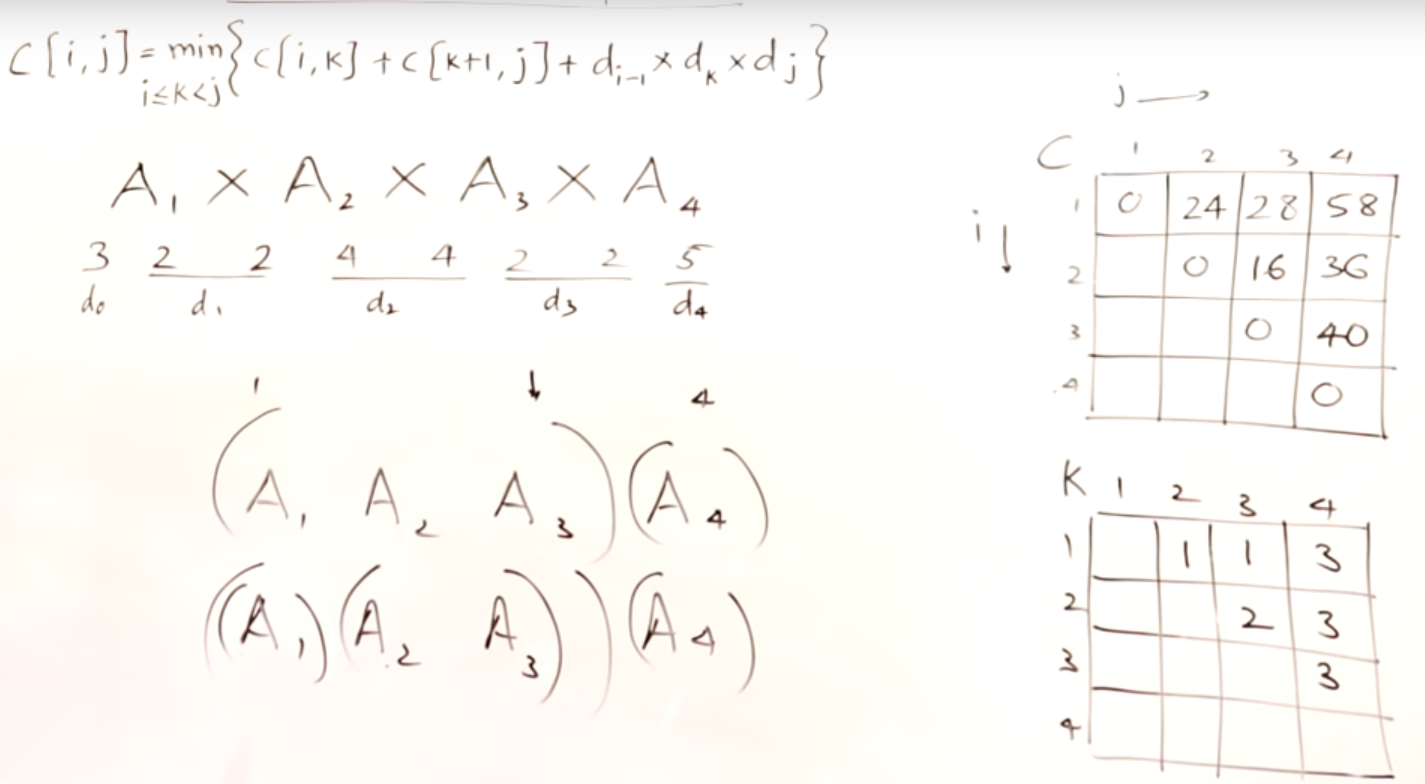 C[i,j] = min{C[i,k] + C[k+1,j] + dᵢ₋₁ × dₖ × dⱼ}
i≤k<j
A₁ × A₂ × A₃ × A₄
3 2 2 4 4 2 2 5
d₀ d₁ d₂ d₃ d₄
1 ↓ 4
(A₁ A₂ A₃)(A₄)
((A₁)(A₂ A₃))(A₄)
j →
C 1 2 3 4
i ↓
1 0 24 28 58
2 0 16 36
3 0 40
4 0
K 1 2 3 4
1 1 1 3
2 2 3
3 3
4